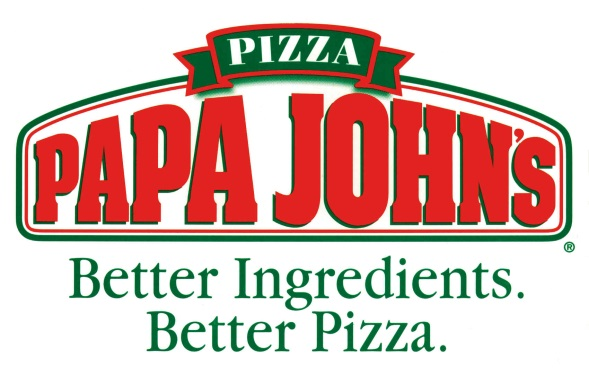 PIZZA
PAPA JOHN'S
®
Better Ingredients.
Better Pizza.